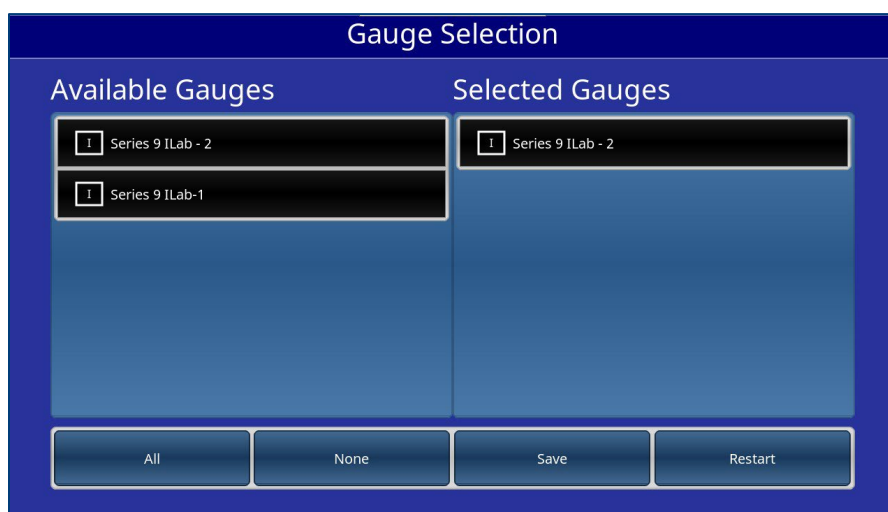 Gauge Selection
Available Gauges
Selected Gauges
I Series 9 ILab - 2
I Series 9 ILab-1
I Series 9 ILab - 2
All
None
Save
Restart